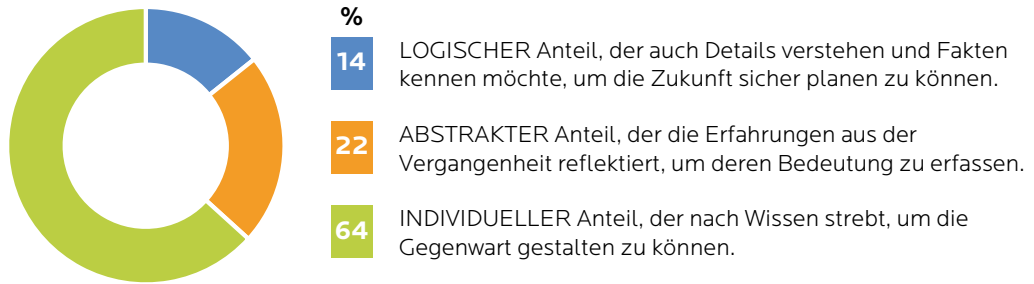 %
14
LOGISCHER Anteil, der auch Details verstehen und Fakten
kennen möchte, um die Zukunft sicher planen zu können.
22
ABSTRAKTER Anteil, der die Erfahrungen aus der
Vergangenheit reflektiert, um deren Bedeutung zu erfassen.
64
INDIVIDUELLER Anteil, der nach Wissen strebt, um die
Gegenwart gestalten zu können.